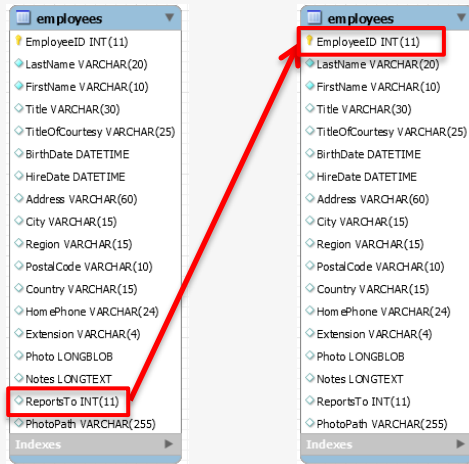 employees
EmployeeID INT(11)
LastName VARCHAR(20)
FirstName VARCHAR(10)
Title VARCHAR(30)
TitleOfCourtesy VARCHAR(25)
BirthDate DATETIME
HireDate DATETIME
Address VARCHAR(60)
City VARCHAR(15)
Region VARCHAR(15)
PostalCode VARCHAR(10)
Country VARCHAR(15)
HomePhone VARCHAR(24)
Extension VARCHAR(4)
Photo LONGBLOB
Notes LONGTEXT
ReportsTo INT(11)
PhotoPath VARCHAR(255)
Indexes
employees
EmployeeID INT(11)
LastName VARCHAR(20)
FirstName VARCHAR(10)
Title VARCHAR(30)
TitleOfCourtesy VARCHAR(25)
BirthDate DATETIME
HireDate DATETIME
Address VARCHAR(60)
City VARCHAR(15)
Region VARCHAR(15)
PostalCode VARCHAR(10)
Country VARCHAR(15)
HomePhone VARCHAR(24)
Extension VARCHAR(4)
Photo LONGBLOB
Notes LONGTEXT
ReportsTo INT(11)
PhotoPath VARCHAR(255)
Indexes